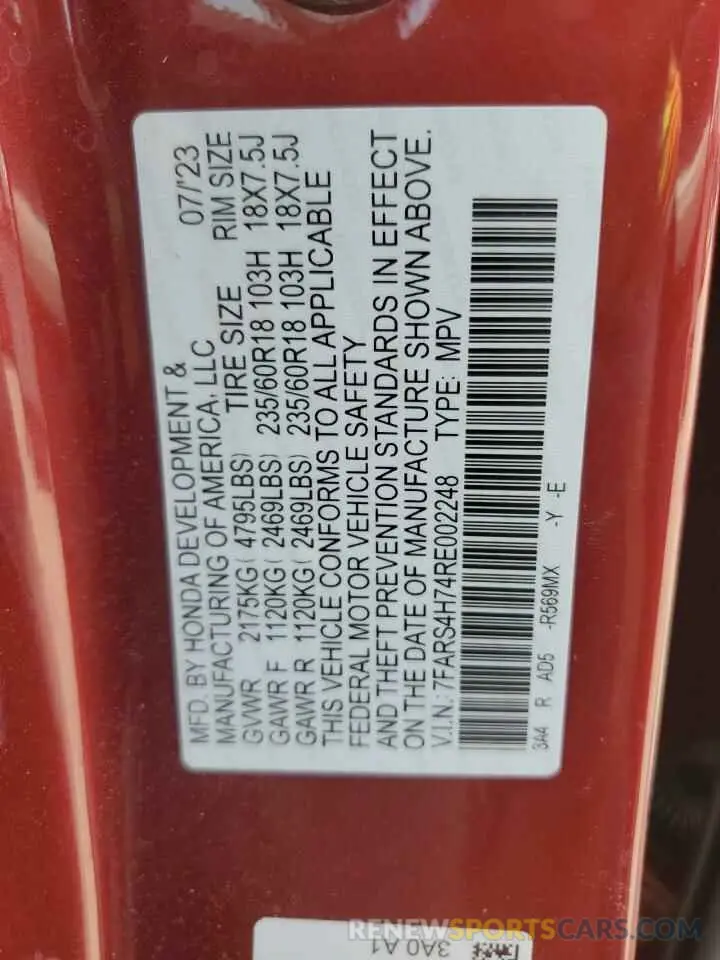 MFD. BY HONDA DEVELOPMENT & 07/'23
MANUFACTURING OF AMERICA, LLC RIM SIZE
TIRE SIZE
GVWR 2175KG( 4795LBS)
GAWR F 1120KG( 2469LBS) 235/60R18 103H 18X7.5J
GAWR R 1120KG( 2469LBS) 235/60R18 103H 18X7.5J
THIS VEHICLE CONFORMS TO ALL APPLICABLE
FEDERAL MOTOR VEHICLE SAFETY
AND THEFT PREVENTION STANDARDS IN EFFECT
ON THE DATE OF MANUFACTURE SHOWN ABOVE.
V.I.N.: 7FARS4H74RE002248 TYPE: MPV
3A4 R AD5 -R569MX -Y -E
3A0 A1
RENEWSPORTSCARS.COM